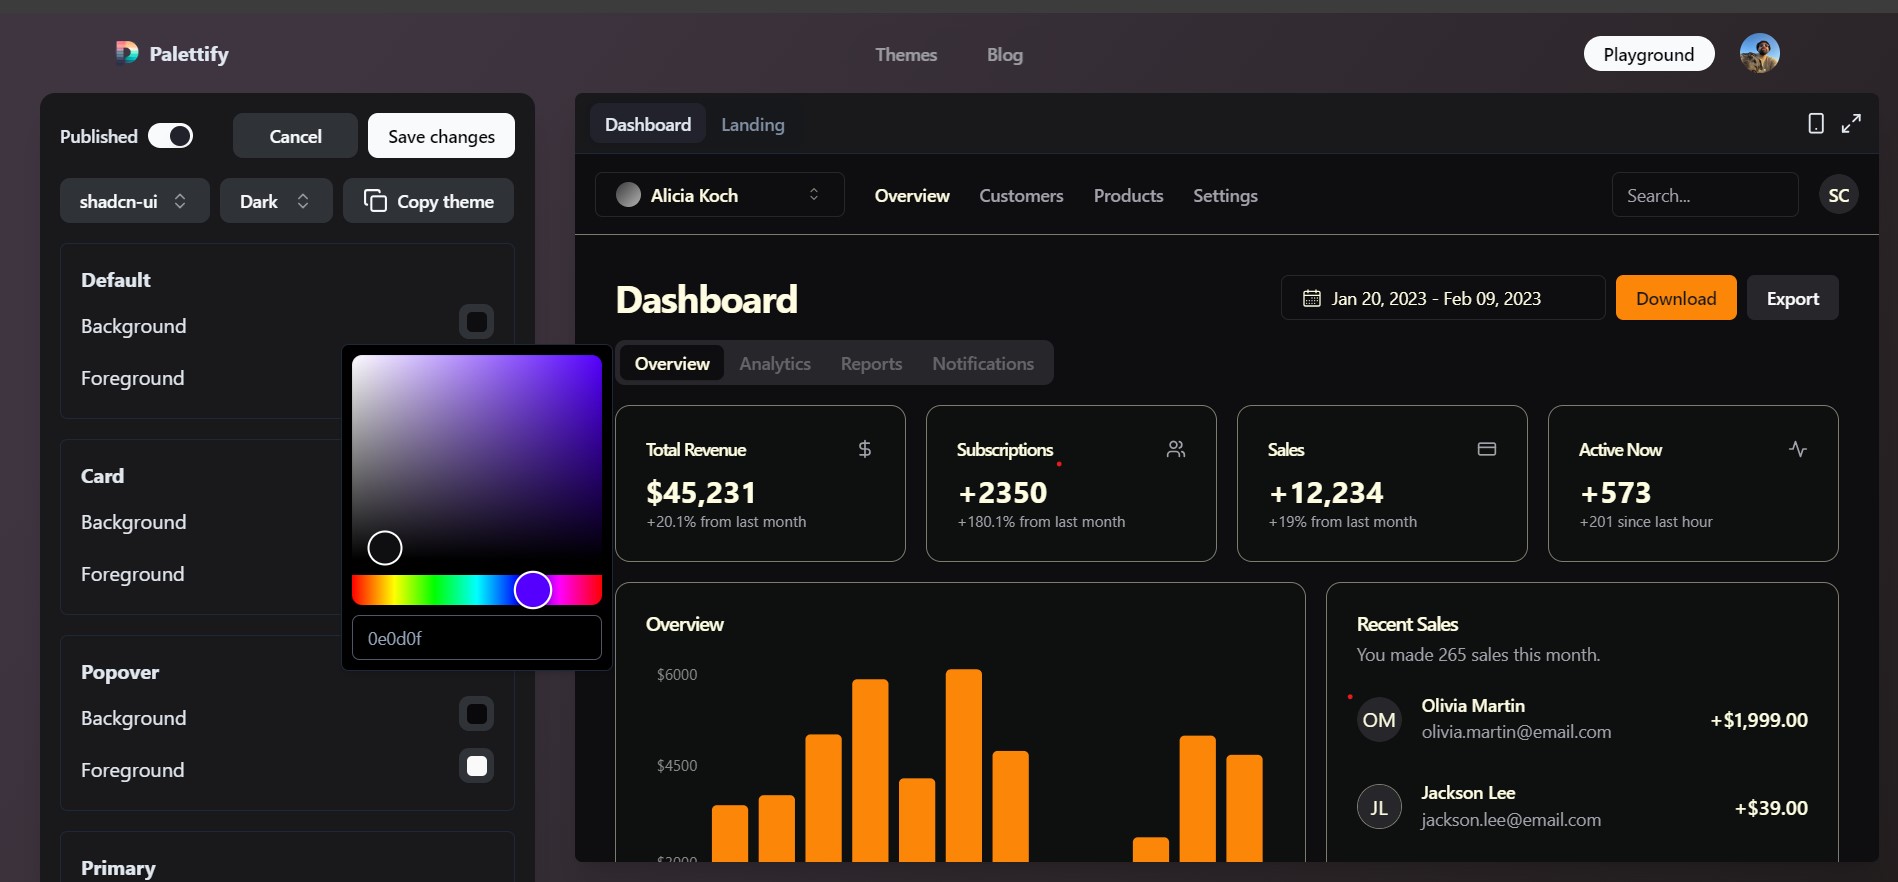 Palettify
Themes
Blog
Playground
Published
Cancel
Save changes
shadcn-ui
Dark
Copy theme
Default
Background
Foreground
Card
Background
Foreground
0e0d0f
Popover
Background
Foreground
Primary
Dashboard
Landing
Alicia Koch
Overview
Customers
Products
Settings
Search...
SC
Dashboard
Jan 20, 2023 - Feb 09, 2023
Download
Export
Overview
Analytics
Reports
Notifications
Total Revenue
$45,231
+20.1% from last month
Subscriptions
+2350
+180.1% from last month
Sales
+12,234
+19% from last month
Active Now
+573
+201 since last hour
Overview
$6000
$4500
$3000
Recent Sales
You made 265 sales this month.
OM
Olivia Martin
olivia.martin@email.com
+$1,999.00
JL
Jackson Lee
jackson.lee@email.com
+$39.00